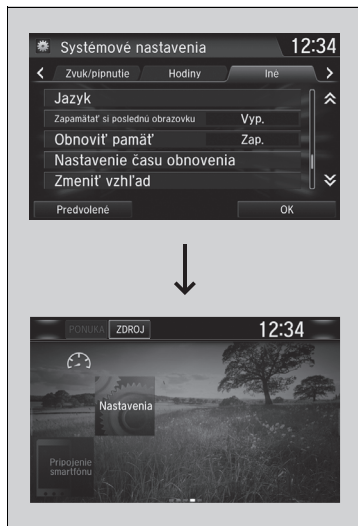 Systémové nastavenia 12:34
Zvuk/pípnutie Hodiny Iné
Jazyk
Zapamätať si poslednú obrazovku Vyp.
Obnoviť pamäť Zap.
Nastavenie času obnovenia
Zmeniť vzhľad
Predvolené OK
PONUKA ZDROJ 12:34
Nastavenia
Pripojenie
smartfónu